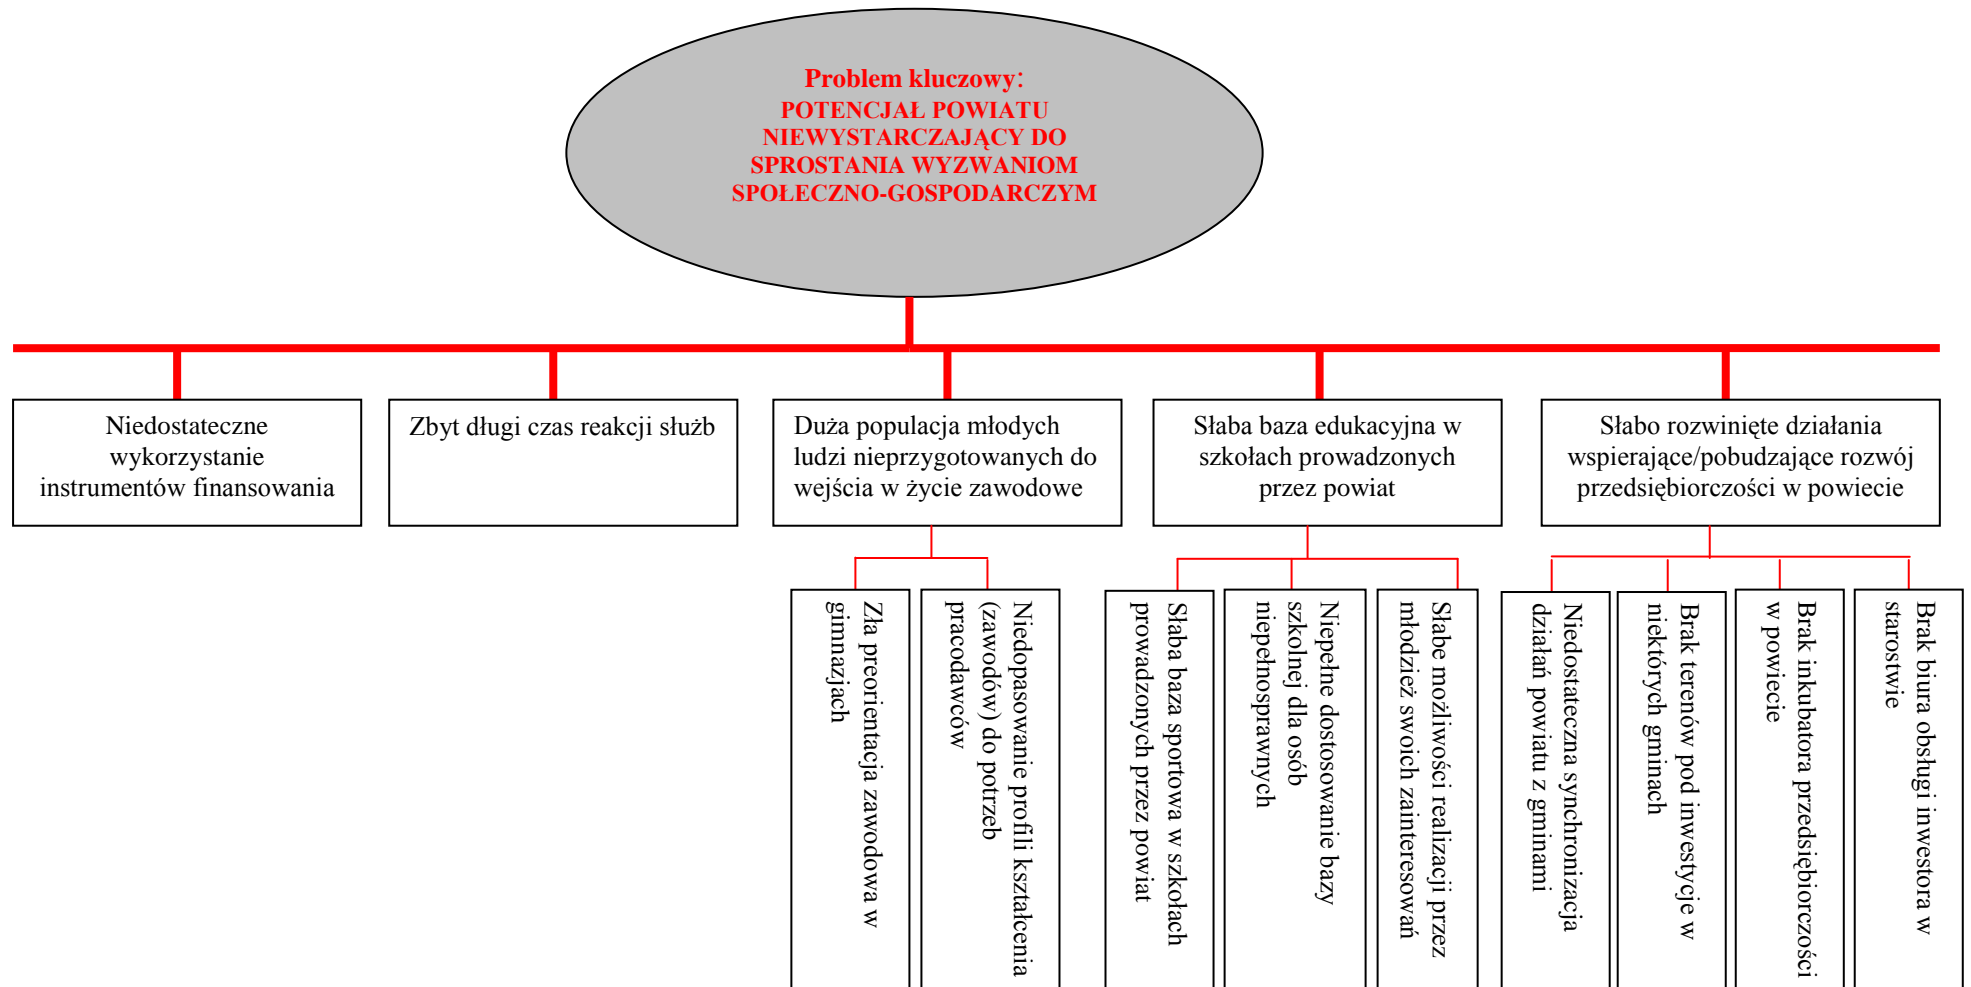 Problem kluczowy:
POTENCJAŁ POWIATU
NIEWYSTARCZAJĄCY DO
SPROSTANIA WYZWANIOM
SPOŁECZNO-GOSPODARCZYM
Niedostateczne
wykorzystanie
instrumentów finansowania
Zbyt długi czas reakcji służb
Duża populacja młodych
ludzi nieprzygotowanych do
wejścia w życie zawodowe
Słaba baza edukacyjna w
szkołach prowadzonych
przez powiat
Słabo rozwinięte działania
wspierające/pobudzające rozwój
przedsiębiorczości w powiecie
Zła preorientacja zawodowa w
gimnazjach
Niedopasowanie profili kształcenia
(zawodów) do potrzeb
pracodawców
Słaba baza sportowa w szkołach
prowadzonych przez powiat
Niepełne dostosowanie bazy
szkolnej dla osób
niepełnosprawnych
Słabe możliwości realizacji przez
młodzież swoich zainteresowań
Niedostateczna synchronizacja
działań powiatu z gminami
Brak terenów pod inwestycje w
niektórych gminach
Brak inkubatora przedsiębiorczości
w powiecie
Brak biura obsługi inwestora w
starostwie